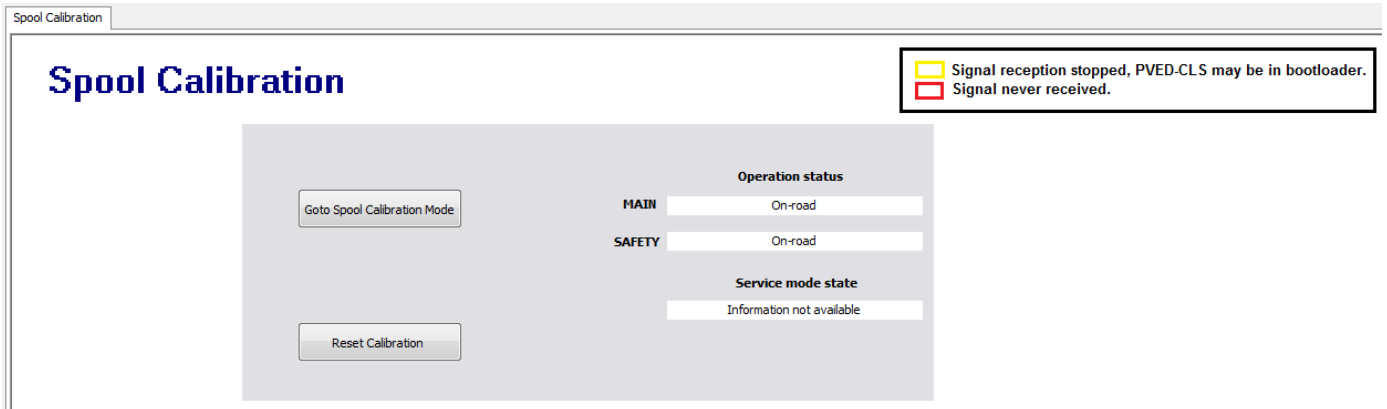 Spool Calibration
Spool Calibration
Signal reception stopped, PVED-CLS may be in bootloader.
Signal never received.
Operation status
Goto Spool Calibration Mode
MAIN On-road
SAFETY On-road
Service mode state
Information not available
Reset Calibration